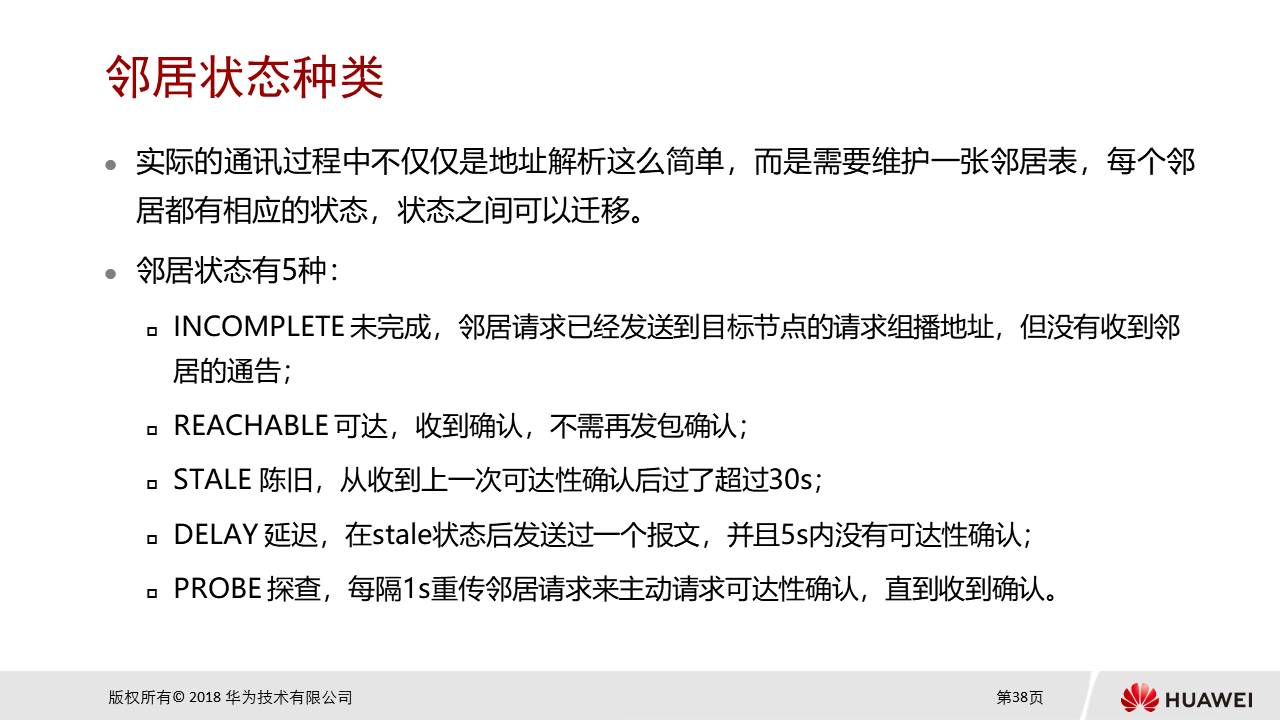 邻居状态种类
实际的通讯过程中不仅仅是地址解析这么简单，而是需要维护一张邻居表，每个邻
居都有相应的状态，状态之间可以迁移。
邻居状态有5种：
INCOMPLETE 未完成，邻居请求已经发送到目标节点的请求组播地址，但没有收到邻
居的通告；
REACHABLE 可达，收到确认，不需再发包确认；
STALE 陈旧，从收到上一次可达性确认后过了超过30s；
DELAY 延迟，在stale状态后发送过一个报文，并且5s内没有可达性确认；
PROBE 探查，每隔1s重传邻居请求来主动请求可达性确认，直到收到确认。
版权所有© 2018 华为技术有限公司
第38页
HUAWEI